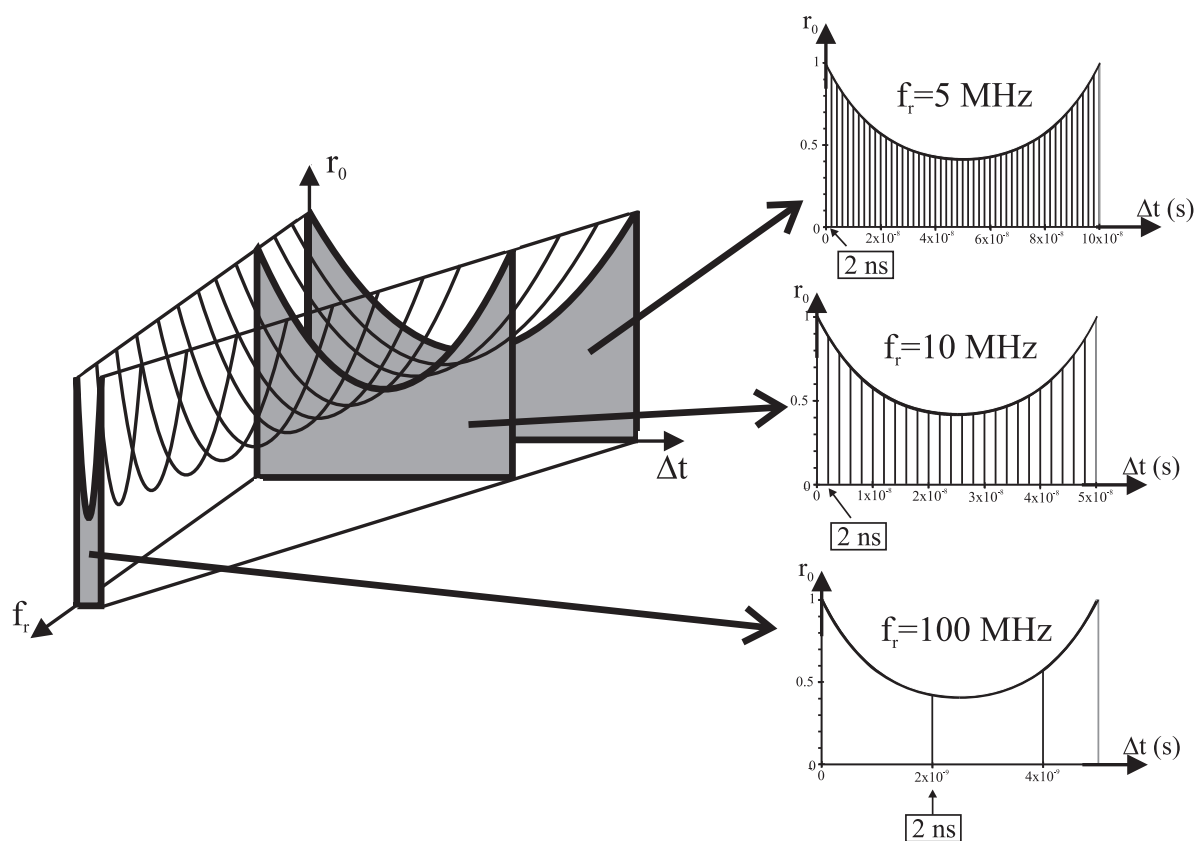 r₀
Δt
fᵣ
r₀
fᵣ=5 MHz
1
0.5
0
0
2x10⁻⁸
4x10⁻⁸
6x10⁻⁸
8x10⁻⁸
10x10⁻⁸
Δt (s)
2 ns
r₀
fᵣ=10 MHz
1
0.5
0
0
1x10⁻⁸
2x10⁻⁸
3x10⁻⁸
4x10⁻⁸
5x10⁻⁸
Δt (s)
2 ns
r₀
fᵣ=100 MHz
1
0.5
0
0
2x10⁻⁹
4x10⁻⁹
Δt (s)
2 ns